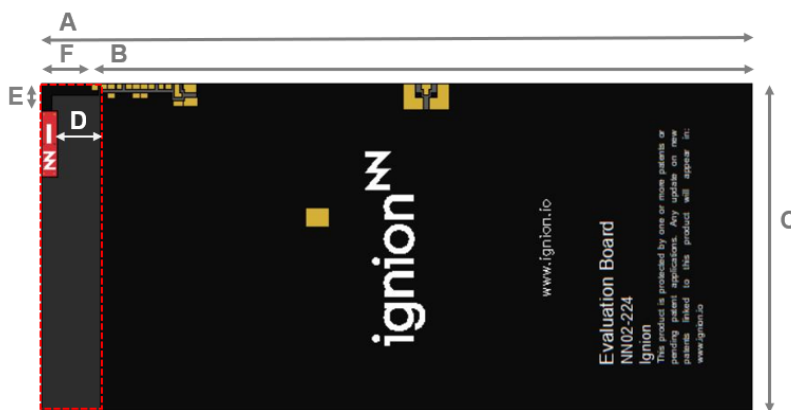 A
F
B
E
D
C
ignion
www.ignion.io
Evaluation Board
NN02-224
Ignion
This product is protected by one or more patents or
pending patent applications. Any update on new
patents linked to this product will appear in:
www.ignion.io